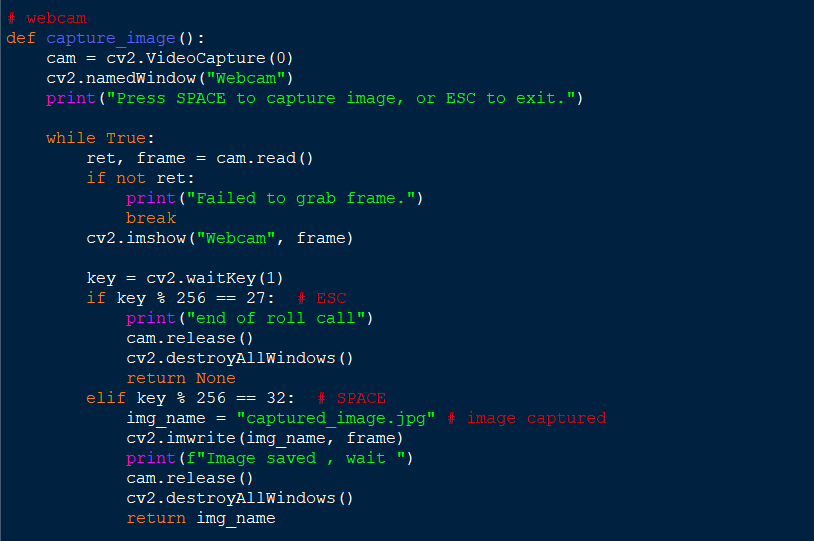 # webcam
def capture_image():
    cam = cv2.VideoCapture(0)
    cv2.namedWindow("Webcam")
    print("Press SPACE to capture image, or ESC to exit.")

    while True:
        ret, frame = cam.read()
        if not ret:
            print("Failed to grab frame.")
            break
        cv2.imshow("Webcam", frame)

        key = cv2.waitKey(1)
        if key % 256 == 27:  # ESC
            print("end of roll call")
            cam.release()
            cv2.destroyAllWindows()
            return None
        elif key % 256 == 32:  # SPACE
            img_name = "captured_image.jpg" # image captured
            cv2.imwrite(img_name, frame)
            print(f"Image saved , wait ")
            cam.release()
            cv2.destroyAllWindows()
            return img_name